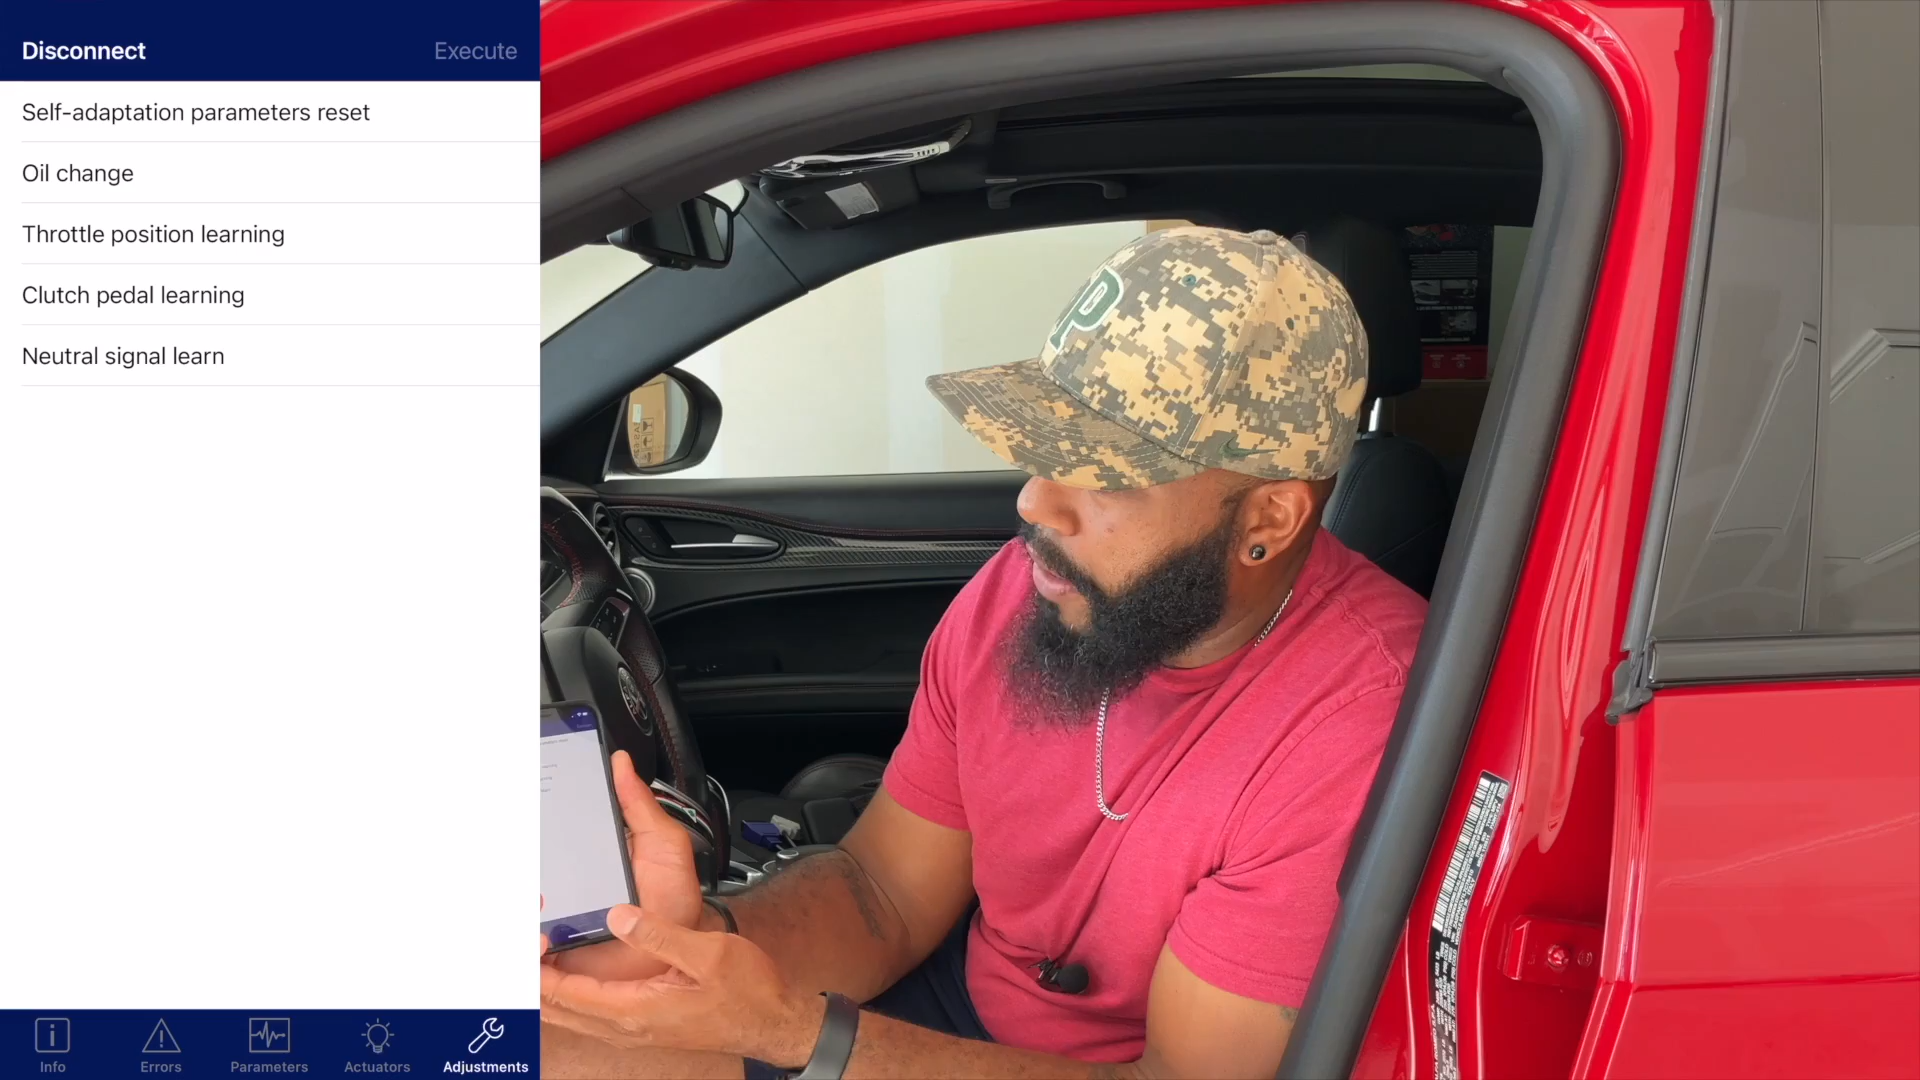 Disconnect
Execute
Self-adaptation parameters reset
Oil change
Throttle position learning
Clutch pedal learning
Neutral signal learn
Info
Errors
Parameters
Actuators
Adjustments
P